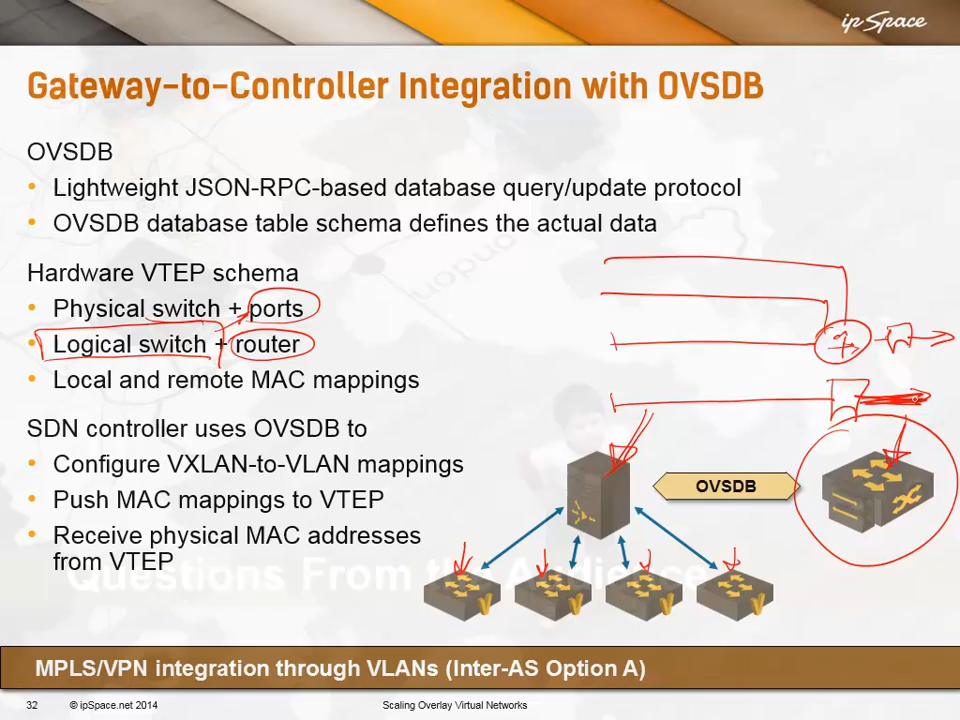 ipSpace
Gateway-to-Controller Integration with OVSDB
OVSDB
• Lightweight JSON-RPC-based database query/update protocol
• OVSDB database table schema defines the actual data
Hardware VTEP schema
• Physical switch + ports
• Logical switch + router
• Local and remote MAC mappings
SDN controller uses OVSDB to
• Configure VXLAN-to-VLAN mappings
• Push MAC mappings to VTEP
• Receive physical MAC addresses
from VTEP
OVSDB
V
V
V
V
Questions From the Audience
MPLS/VPN integration through VLANs (Inter-AS Option A)
32 © ipSpace.net 2014 Scaling Overlay Virtual Networks